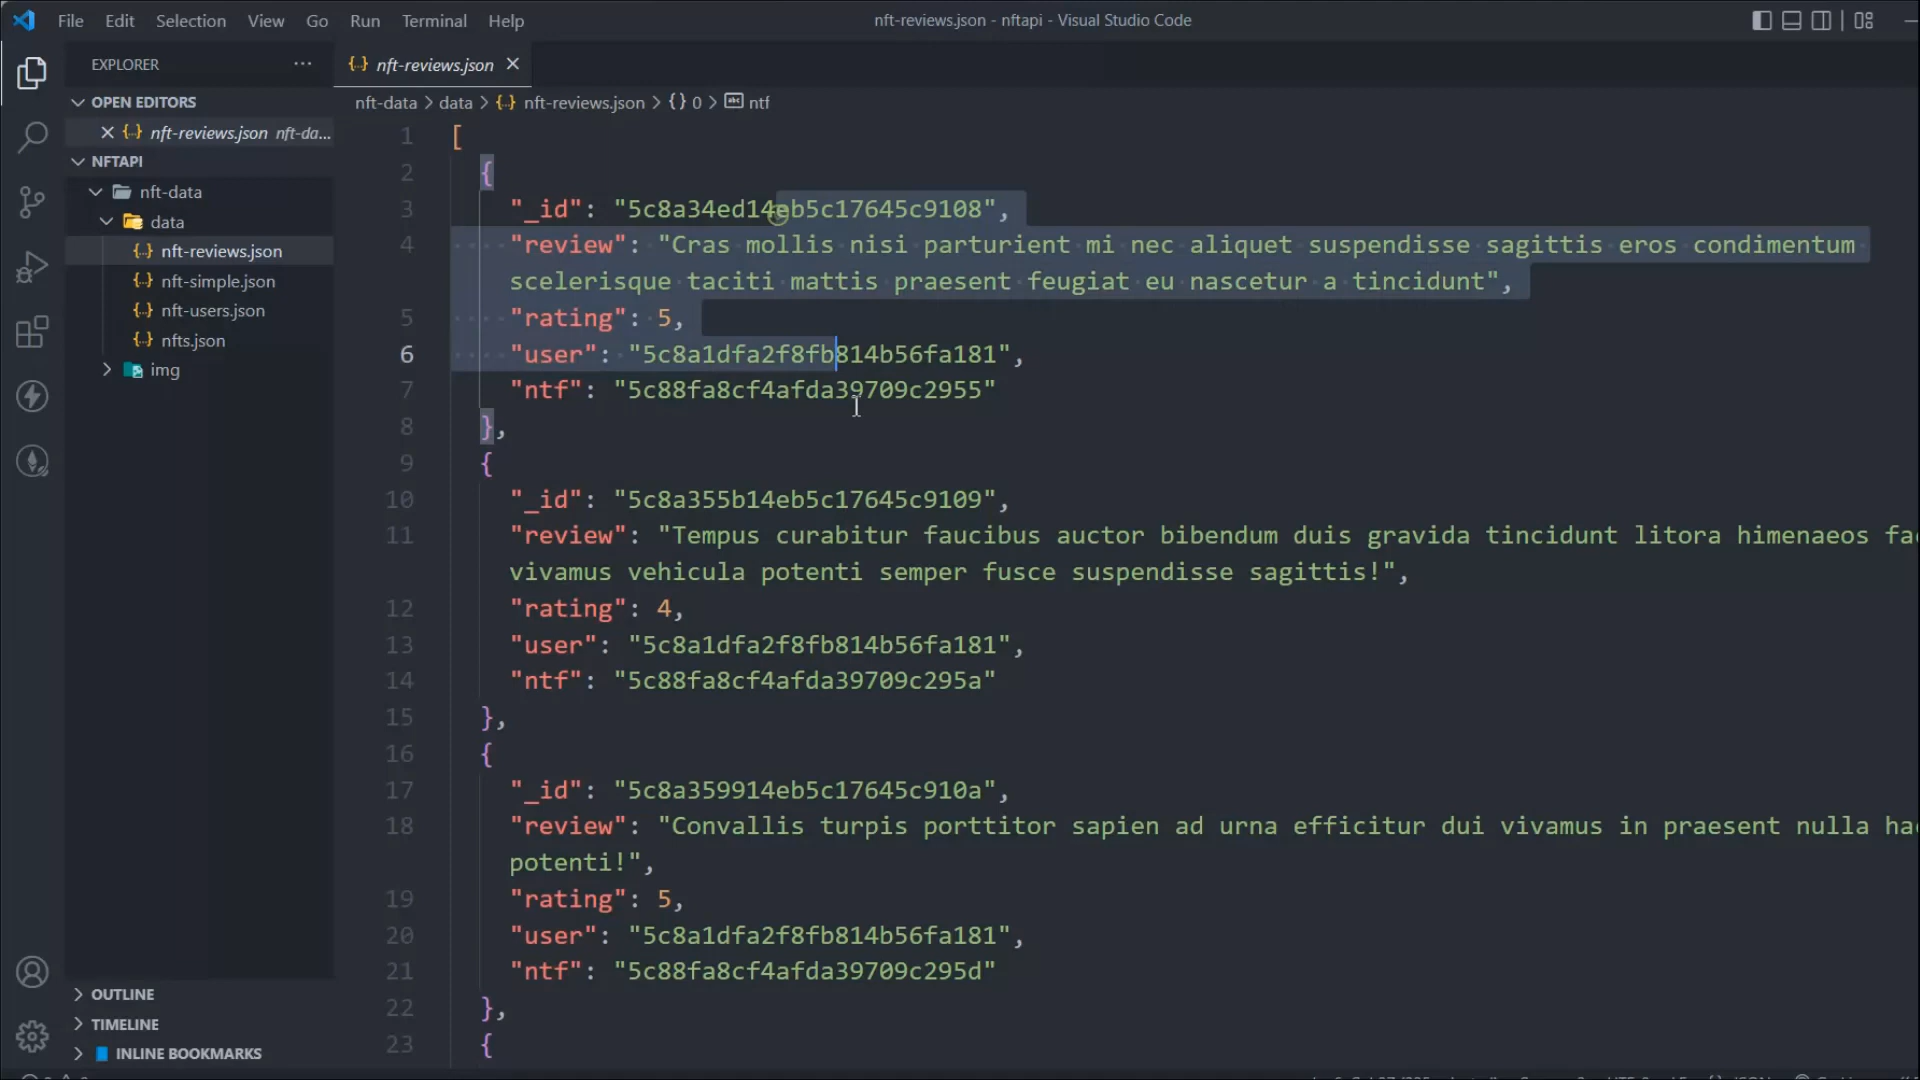 File Edit Selection View Go Run Terminal Help
nft-reviews.json - nftapi - Visual Studio Code
EXPLORER
nft-reviews.json
OPEN EDITORS
nft-data > data > {..} nft-reviews.json > {} 0 > abc ntf
nft-reviews.json nft-da...
NFTAPI
nft-data
data
nft-reviews.json
nft-simple.json
nft-users.json
nfts.json
img
OUTLINE
TIMELINE
INLINE BOOKMARKS
1 [
2 {
3 "_id": "5c8a34ed14eb5c17645c9108",
4 "review": "Cras mollis nisi parturient mi nec aliquet suspendisse sagittis eros condimentum
scelerisque taciti mattis praesent feugiat eu nascetur a tincidunt",
5 "rating": 5,
6 "user": "5c8a1dfa2f8fb814b56fa181",
7 "ntf": "5c88fa8cf4afda39709c2955"
8 },
9 {
10 "_id": "5c8a355b14eb5c17645c9109",
11 "review": "Tempus curabitur faucibus auctor bibendum duis gravida tincidunt litora himenaeos
vivamus vehicula potenti semper fusce suspendisse sagittis!",
12 "rating": 4,
13 "user": "5c8a1dfa2f8fb814b56fa181",
14 "ntf": "5c88fa8cf4afda39709c295a"
15 },
16 {
17 "_id": "5c8a359914eb5c17645c910a",
18 "review": "Convallis turpis porttitor sapien ad urna efficitur dui vivamus in praesent nulla
potenti!",
19 "rating": 5,
20 "user": "5c8a1dfa2f8fb814b56fa181",
21 "ntf": "5c88fa8cf4afda39709c295d"
22 },
23 {